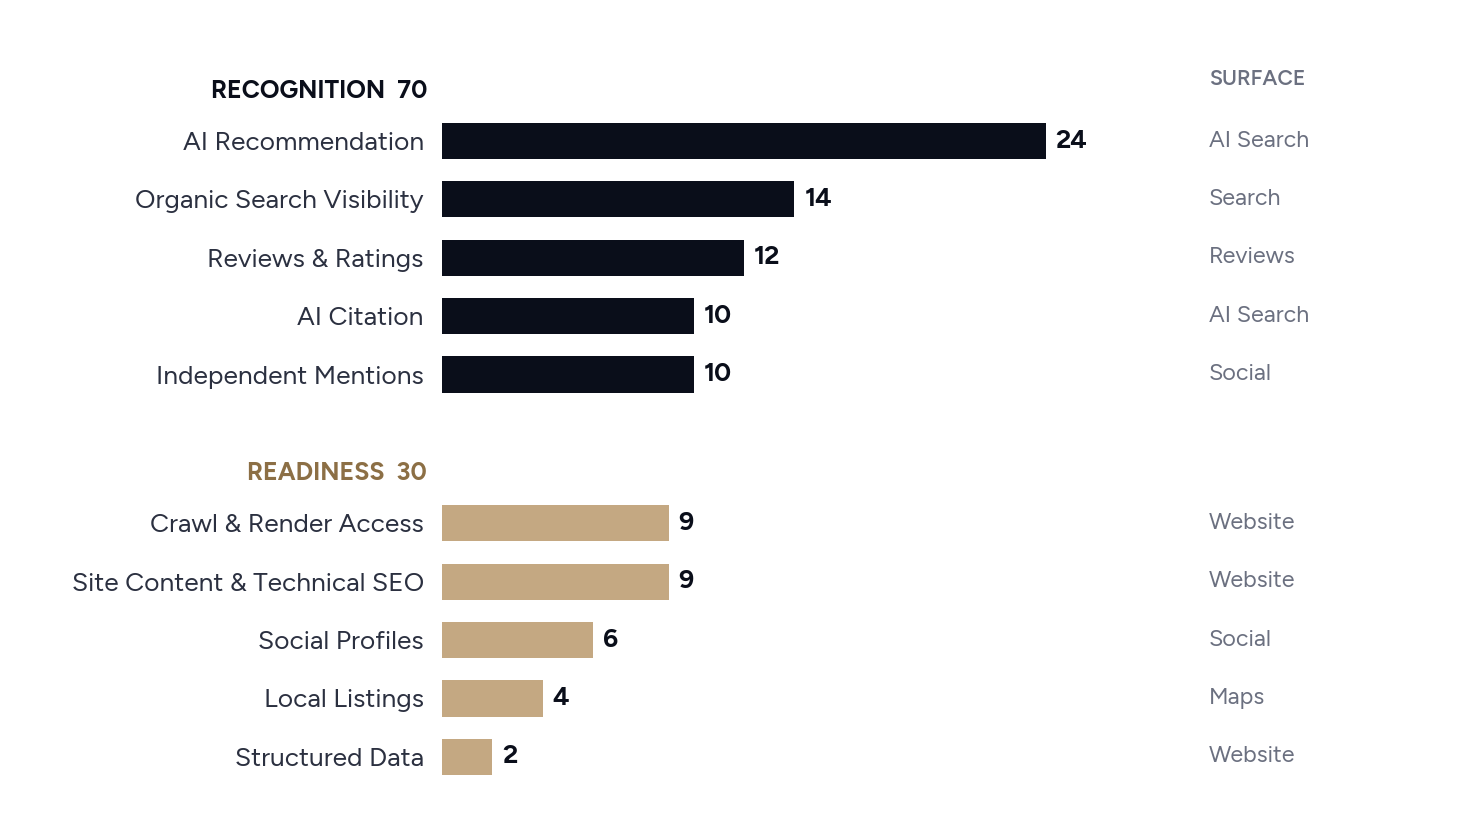 SURFACE
RECOGNITION 70
AI Recommendation 24 AI Search
Organic Search Visibility 14 Search
Reviews & Ratings 12 Reviews
AI Citation 10 AI Search
Independent Mentions 10 Social
READINESS 30
Crawl & Render Access 9 Website
Site Content & Technical SEO 9 Website
Social Profiles 6 Social
Local Listings 4 Maps
Structured Data 2 Website